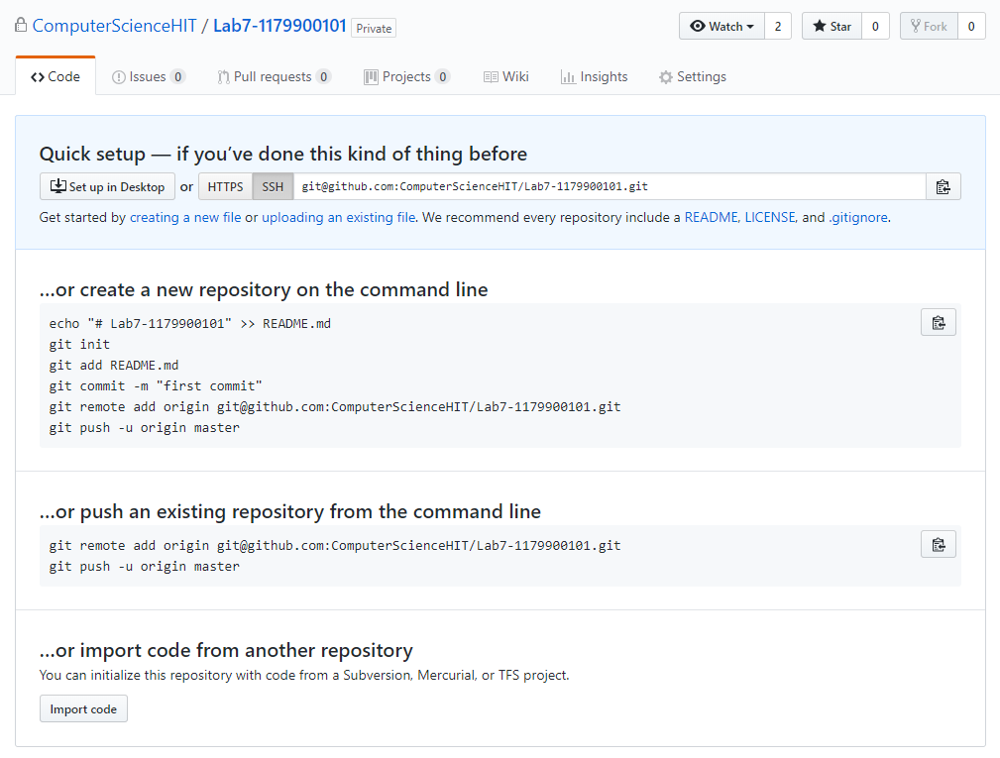 ComputerScienceHIT / Lab7-1179900101 Private Watch 2 Star 0 Fork 0
Code Issues 0 Pull requests 0 Projects 0 Wiki Insights Settings
Quick setup — if you’ve done this kind of thing before
Set up in Desktop or HTTPS SSH git@github.com:ComputerScienceHIT/Lab7-1179900101.git
Get started by creating a new file or uploading an existing file. We recommend every repository include a README, LICENSE, and .gitignore.
…or create a new repository on the command line
echo "# Lab7-1179900101" >> README.md
git init
git add README.md
git commit -m "first commit"
git remote add origin git@github.com:ComputerScienceHIT/Lab7-1179900101.git
git push -u origin master
…or push an existing repository from the command line
git remote add origin git@github.com:ComputerScienceHIT/Lab7-1179900101.git
git push -u origin master
…or import code from another repository
You can initialize this repository with code from a Subversion, Mercurial, or TFS project.
Import code